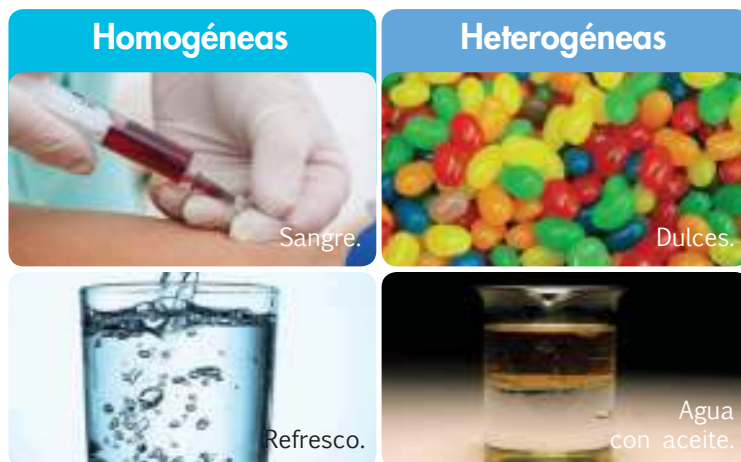 Homogéneas
Heterogéneas
Sangre.
Dulces.
Refresco.
Agua
con aceite.